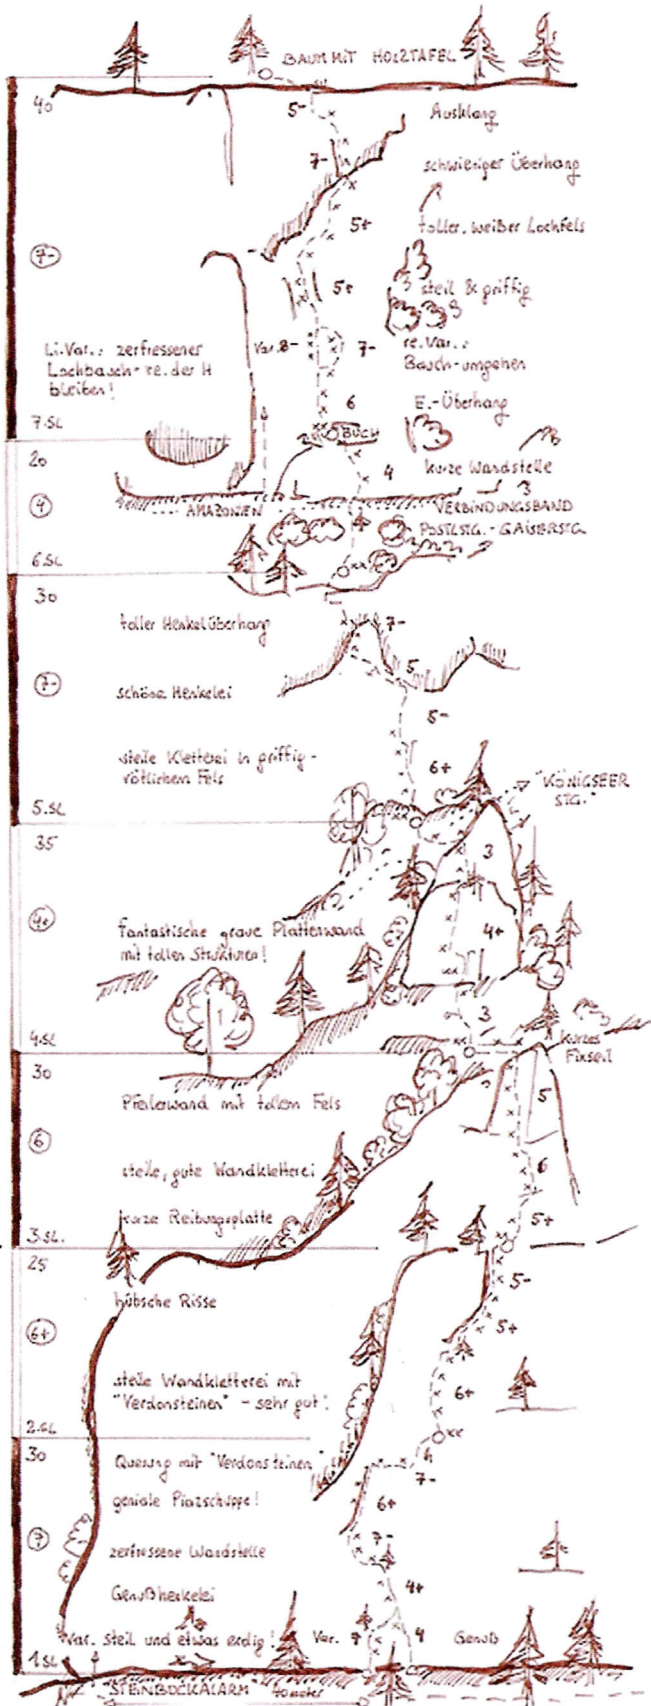 BAUM MIT HOLZTAFEL
40
5-
Ausklang
7-
schwieriger Überhang
5+
toller, weißer Lochfels
7-
5+
steil & griffig
Li.Var.: zerfressener
Lochbauch - re. der H
bleiben!
Var. 8-
7-
re. Var.:
Bauch umgehen
6
E.-Überhang
7.SL
BUCH
20
4
kurze Wandstelle
4
AMAZONIEN
VERBINDUNGSBAND
POSTLSTG. - GAISERSTG.
6.SL
30
toller Henkelüberhang
7-
7-
schöne Henkelei
5
5-
steile Kletterei in griffig-
rötlichem Fels
6+
"KÖNIGSEER
STG."
5.SL
35
3
4+
fantastische graue Plattenwand
mit tollen Strukturen!
4+
3
4.SL
kurzes
Fixseil
30
Pfeilerwand mit tollem Fels
5
6
steile, gute Wandkletterei
6
kurze Reibungsplatte
5+
3.SL.
25
5-
hübsche Risse
5+
6+
steile Wandkletterei mit
"Verdonsteinen" - sehr gut!
6+
2.SL
30
Querung mit "Verdonsteinen"
7-
geniale Piazschuppe!
6+
7
zerfressene Wandstelle
7-
Genußhenkelei
4+
Var. steil und etwas erdig!
Var. 7
4
Genuß
1.SL
STEINBOCKALARM